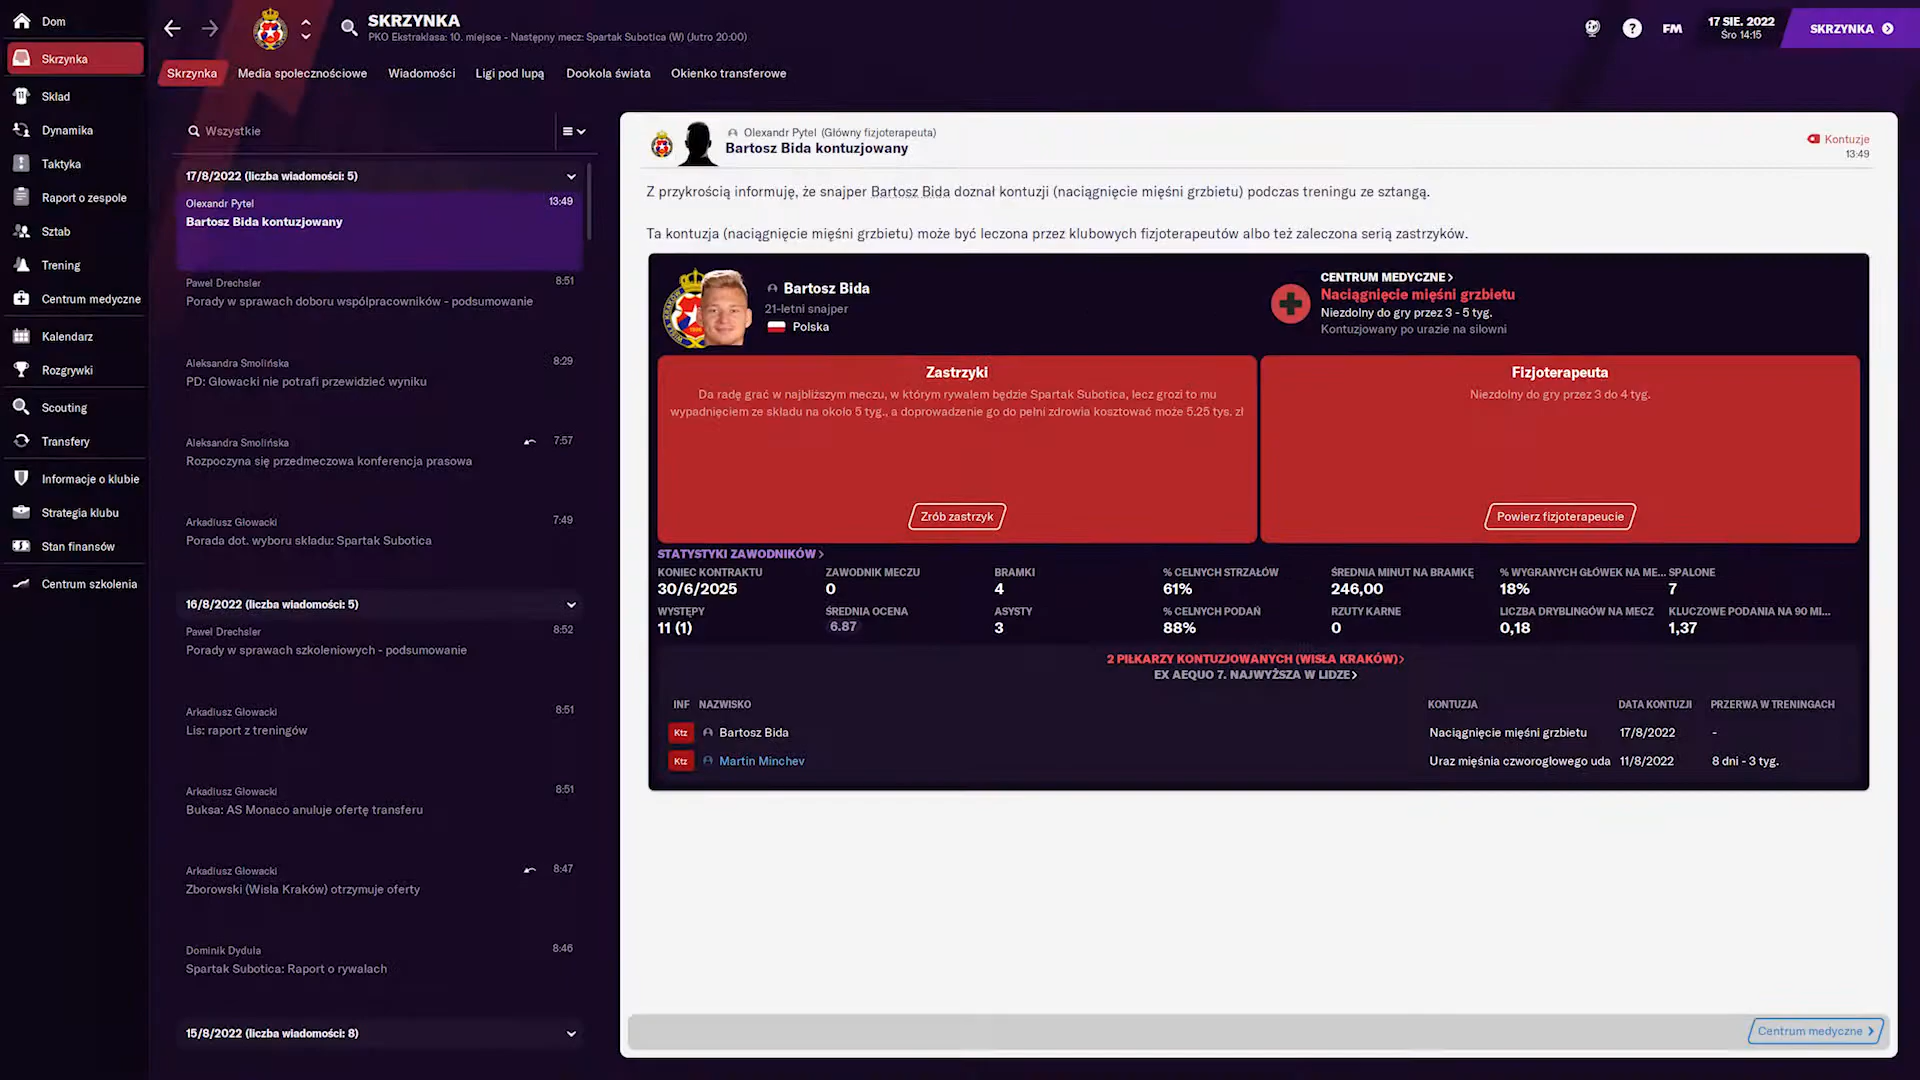 Dom
Skrzynka
Skład
Dynamika
Taktyka
Raport o zespole
Sztab
Trening
Centrum medyczne
Kalendarz
Rozgrywki
Scouting
Transfery
Informacje o klubie
Strategia klubu
Stan finansów
Centrum szkolenia
SKRZYNKA
PKO Ekstraklasa: 10. miejsce - Następny mecz: Spartak Subotica (W) (Jutro 20:00)
FM
17 SIE. 2022
Śro 14:15
SKRZYNKA
Skrzynka
Media społecznościowe
Wiadomości
Ligi pod lupą
Dookoła świata
Okienko transferowe
Wszystkie
17/8/2022 (liczba wiadomości: 5)
Olexandr Pytel 13:49
Bartosz Bida kontuzjowany
Paweł Drechsler 8:51
Porady w sprawach doboru współpracowników - podsumowanie
Aleksandra Smolińska 8:29
PD: Głowacki nie potrafi przewidzieć wyniku
Aleksandra Smolińska 7:57
Rozpoczyna się przedmeczowa konferencja prasowa
Arkadiusz Głowacki 7:49
Porada dot. wyboru składu: Spartak Subotica
16/8/2022 (liczba wiadomości: 5)
Paweł Drechsler 8:52
Porady w sprawach szkoleniowych - podsumowanie
Arkadiusz Głowacki 8:51
Lis: raport z treningów
Arkadiusz Głowacki 8:51
Buksa: AS Monaco anuluje ofertę transferu
Arkadiusz Głowacki 8:47
Zborowski (Wisła Kraków) otrzymuje oferty
Dominik Dyduła 8:46
Spartak Subotica: Raport o rywalach
15/8/2022 (liczba wiadomości: 8)
Olexandr Pytel (Główny fizjoterapeuta)
Bartosz Bida kontuzjowany
Kontuzje
13:49
Z przykrością informuję, że snajper Bartosz Bida doznał kontuzji (naciągnięcie mięśni grzbietu) podczas treningu ze sztangą.
Ta kontuzja (naciągnięcie mięśni grzbietu) może być leczona przez klubowych fizjoterapeutów albo też zaleczona serią zastrzyków.
Bartosz Bida
21-letni snajper
Polska
CENTRUM MEDYCZNE
Naciągnięcie mięśni grzbietu
Niezdolny do gry przez 3 - 5 tyg.
Kontuzjowany po urazie na siłowni
Zastrzyki
Da radę grać w najbliższym meczu, w którym rywalem będzie Spartak Subotica, lecz grozi to mu
wypadnięciem ze składu na około 5 tyg., a doprowadzenie go do pełni zdrowia kosztować może 5.25 tys. zł
Zrób zastrzyk
Fizjoterapeuta
Niezdolny do gry przez 3 do 4 tyg.
Powierz fizjoterapeucie
STATYSTYKI ZAWODNIKÓW
KONIEC KONTRAKTU ZAWODNIK MECZU BRAMKI % CELNYCH STRZAŁÓW ŚREDNIA MINUT NA BRAMKĘ % WYGRANYCH GŁÓWEK NA ME... SPALONE
30/6/2025 0 4 61% 246,00 18% 7
WYSTĘPY ŚREDNIA OCENA ASYSTY % CELNYCH PODAŃ RZUTY KARNE LICZBA DRYBLINGÓW NA MECZ KLUCZOWE PODANIA NA 90 MI...
11 (1) 6.87 3 88% 0 0,18 1,37
2 PIŁKARZY KONTUZJOWANYCH (WISŁA KRAKÓW)
EX AEQUO 7. NAJWYŻSZA W LIDZE
INF NAZWISKO KONTUZJA DATA KONTUZJI PRZERWA W TRENINGACH
Ktz Bartosz Bida Naciągnięcie mięśni grzbietu 17/8/2022 -
Ktz Martin Minchev Uraz mięśnia czworogłowego uda 11/8/2022 8 dni - 3 tyg.
Centrum medyczne